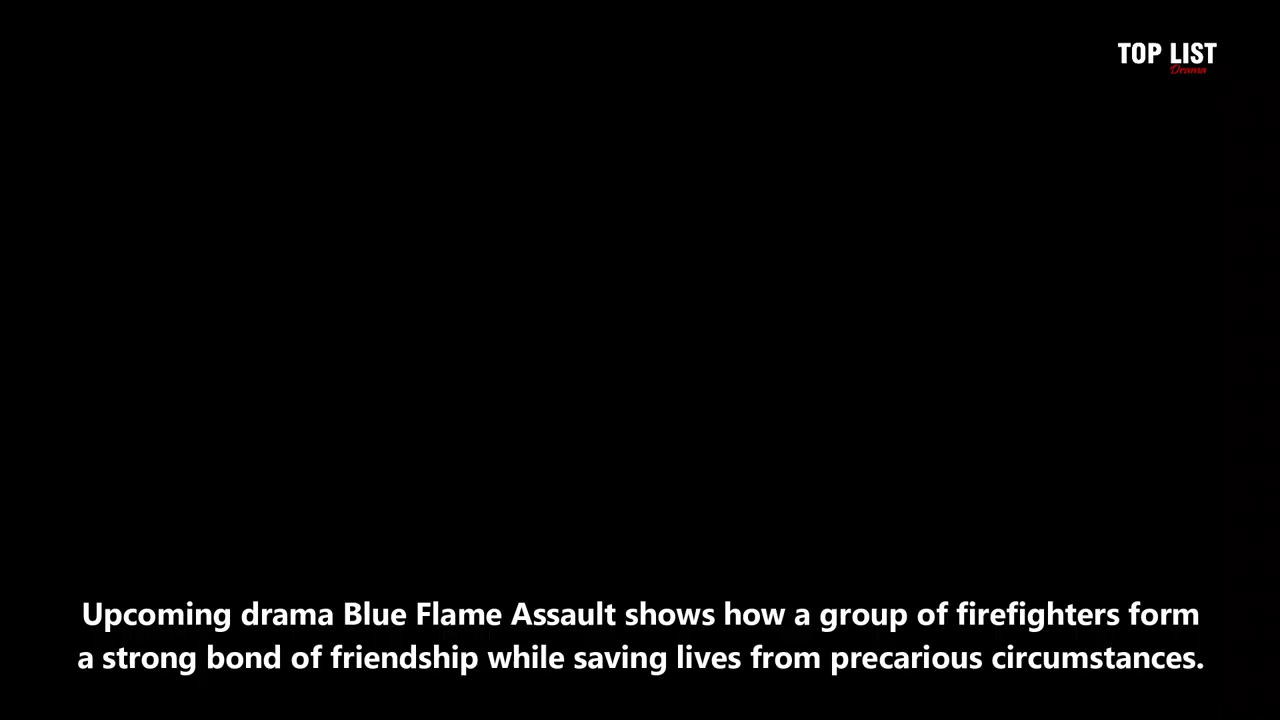 TOP LIST
Drama
Upcoming drama Blue Flame Assault shows how a group of firefighters form
a strong bond of friendship while saving lives from precarious circumstances.